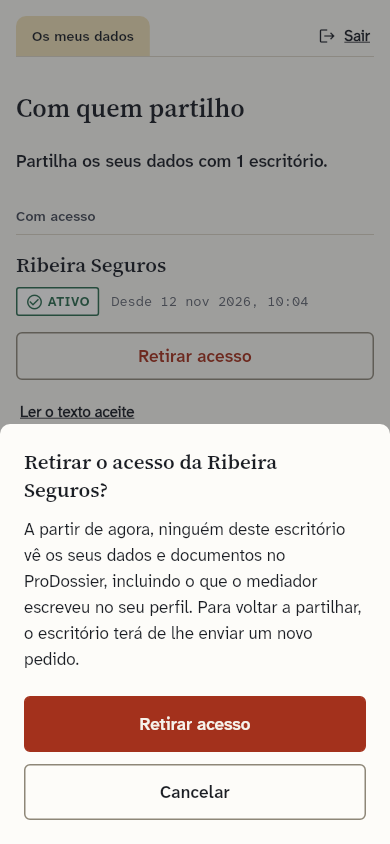 Os meus dados
Sair
Com quem partilho
Partilha os seus dados com 1 escritório.
Com acesso
Ribeira Seguros
ATIVO
Desde 12 nov 2026, 10:04
Retirar acesso
Ler o texto aceite
Retirar o acesso da Ribeira
Seguros?
A partir de agora, ninguém deste escritório
vê os seus dados e documentos no
ProDossier, incluindo o que o mediador
escreveu no seu perfil. Para voltar a partilhar,
o escritório terá de lhe enviar um novo
pedido.
Retirar acesso
Cancelar